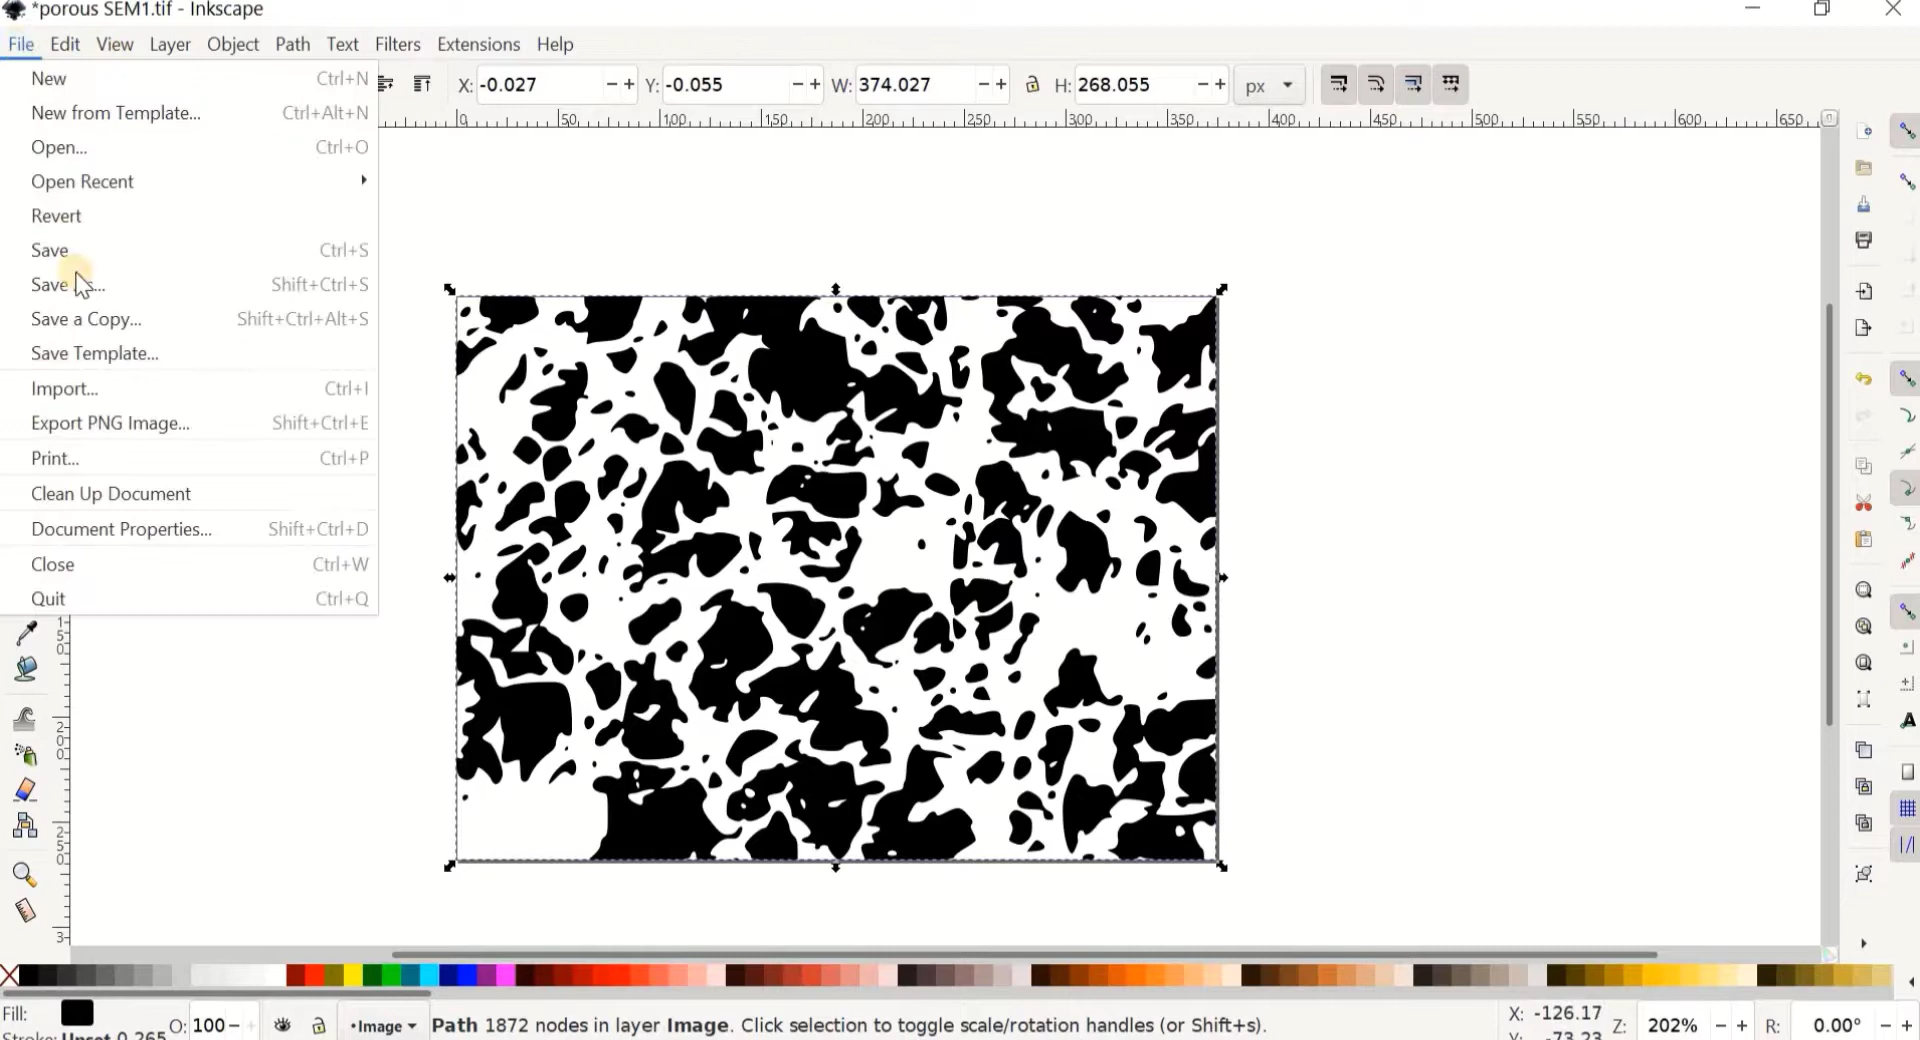 *porous SEM1.tif - Inkscape
File Edit View Layer Object Path Text Filters Extensions Help
New Ctrl+N
New from Template... Ctrl+Alt+N
Open... Ctrl+O
Open Recent
Revert
Save Ctrl+S
Save ...  Shift+Ctrl+S
Save a Copy... Shift+Ctrl+Alt+S
Save Template...
Import... Ctrl+I
Export PNG Image... Shift+Ctrl+E
Print... Ctrl+P
Clean Up Document
Document Properties... Shift+Ctrl+D
Close Ctrl+W
Quit Ctrl+Q
X: -0.027 - + Y: -0.055 - + W: 374.027 - + H: 268.055 - + px
0 50 100 150 200 250 300 350 400 450 500 550 600 650
150
200
250
3
Fill:
O: 100 -
•Image
Path 1872 nodes in layer Image. Click selection to toggle scale/rotation handles (or Shift+s).
X: -126.17
Z: 202% - + R: 0.00° - +